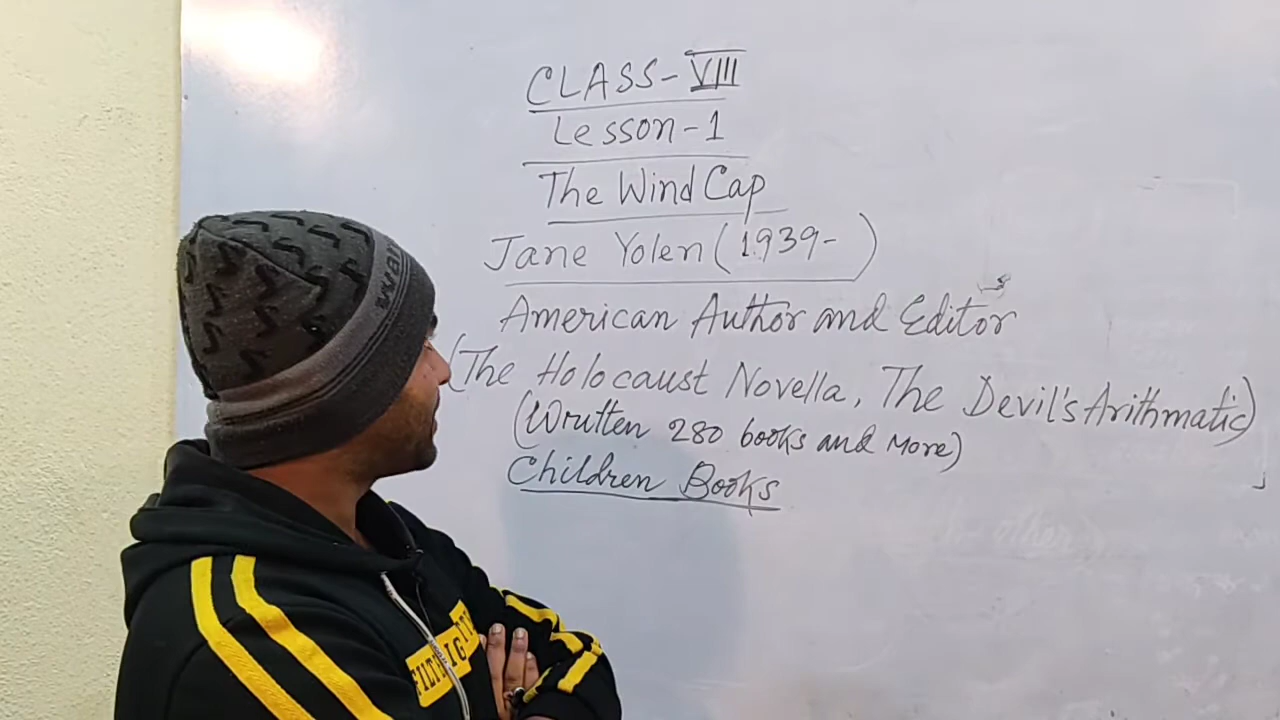 CLASS-VIII
Lesson-1
The Wind Cap
Jane Yolen (1939- )
American Author and Editor
(The Holocaust Novella, The Devil's Arithmatic)
(Written 280 books and more)
Children Books